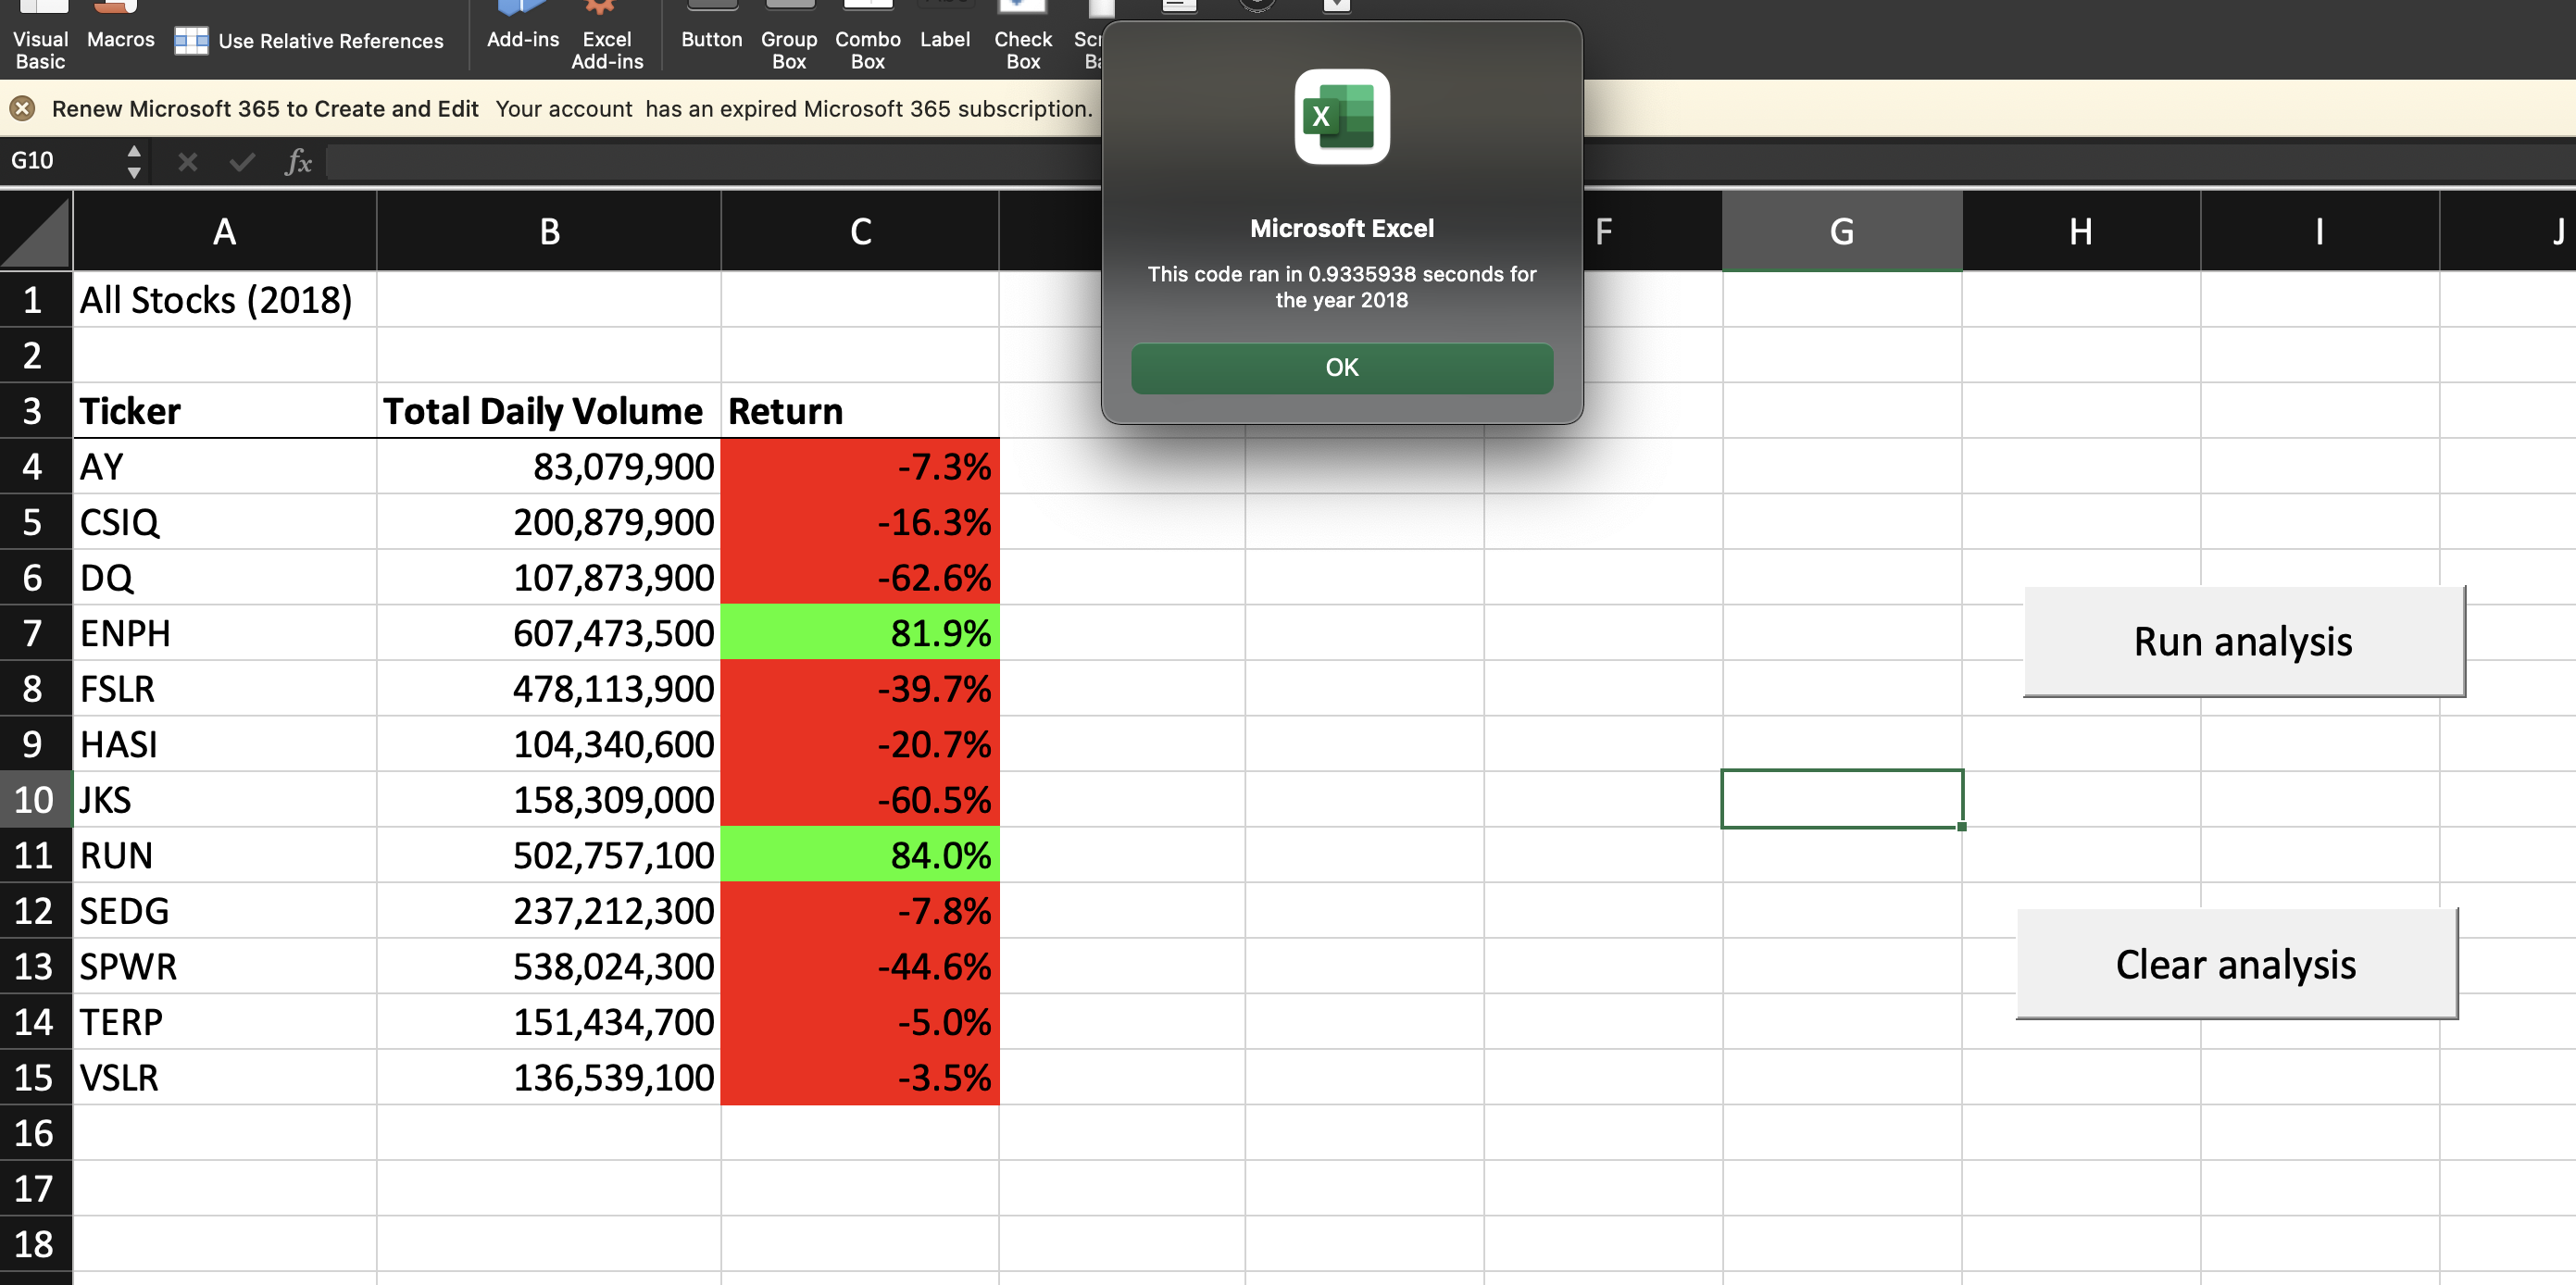 Visual Basic
Macros
Use Relative References
Add-ins
Excel Add-ins
Button
Group Box
Combo Box
Label
Check Box
Renew Microsoft 365 to Create and Edit Your account has an expired Microsoft 365 subscription.
G10
fx
X
Microsoft Excel
This code ran in 0.9335938 seconds for
the year 2018
OK
A B C F G H I J
1 All Stocks (2018)
2
3 Ticker Total Daily Volume Return
4 AY 83,079,900 -7.3%
5 CSIQ 200,879,900 -16.3%
6 DQ 107,873,900 -62.6%
7 ENPH 607,473,500 81.9%
8 FSLR 478,113,900 -39.7%
9 HASI 104,340,600 -20.7%
10 JKS 158,309,000 -60.5%
11 RUN 502,757,100 84.0%
12 SEDG 237,212,300 -7.8%
13 SPWR 538,024,300 -44.6%
14 TERP 151,434,700 -5.0%
15 VSLR 136,539,100 -3.5%
16
17
18
Run analysis
Clear analysis